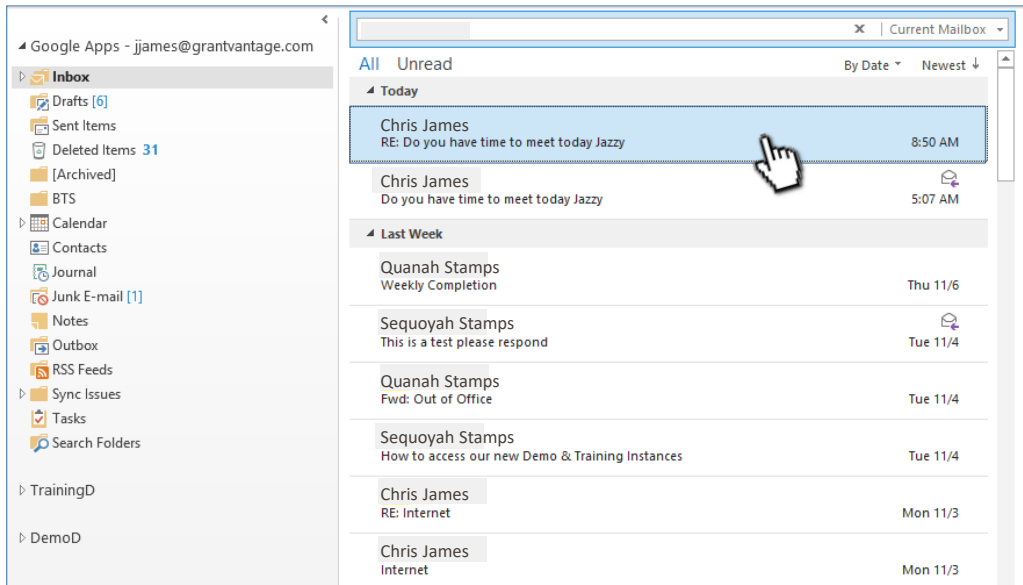 Google Apps - jjames@grantvantage.com
Inbox
Drafts [6]
Sent Items
Deleted Items 31
[Archived]
BTS
Calendar
Contacts
Journal
Junk E-mail [1]
Notes
Outbox
RSS Feeds
Sync Issues
Tasks
Search Folders
TrainingD
DemoD
Current Mailbox
All Unread By Date Newest
Today
Chris James
RE: Do you have time to meet today Jazzy 8:50 AM
Chris James
Do you have time to meet today Jazzy 5:07 AM
Last Week
Quanah Stamps
Weekly Completion Thu 11/6
Sequoyah Stamps
This is a test please respond Tue 11/4
Quanah Stamps
Fwd: Out of Office Tue 11/4
Sequoyah Stamps
How to access our new Demo & Training Instances Tue 11/4
Chris James
RE: Internet Mon 11/3
Chris James
Internet Mon 11/3